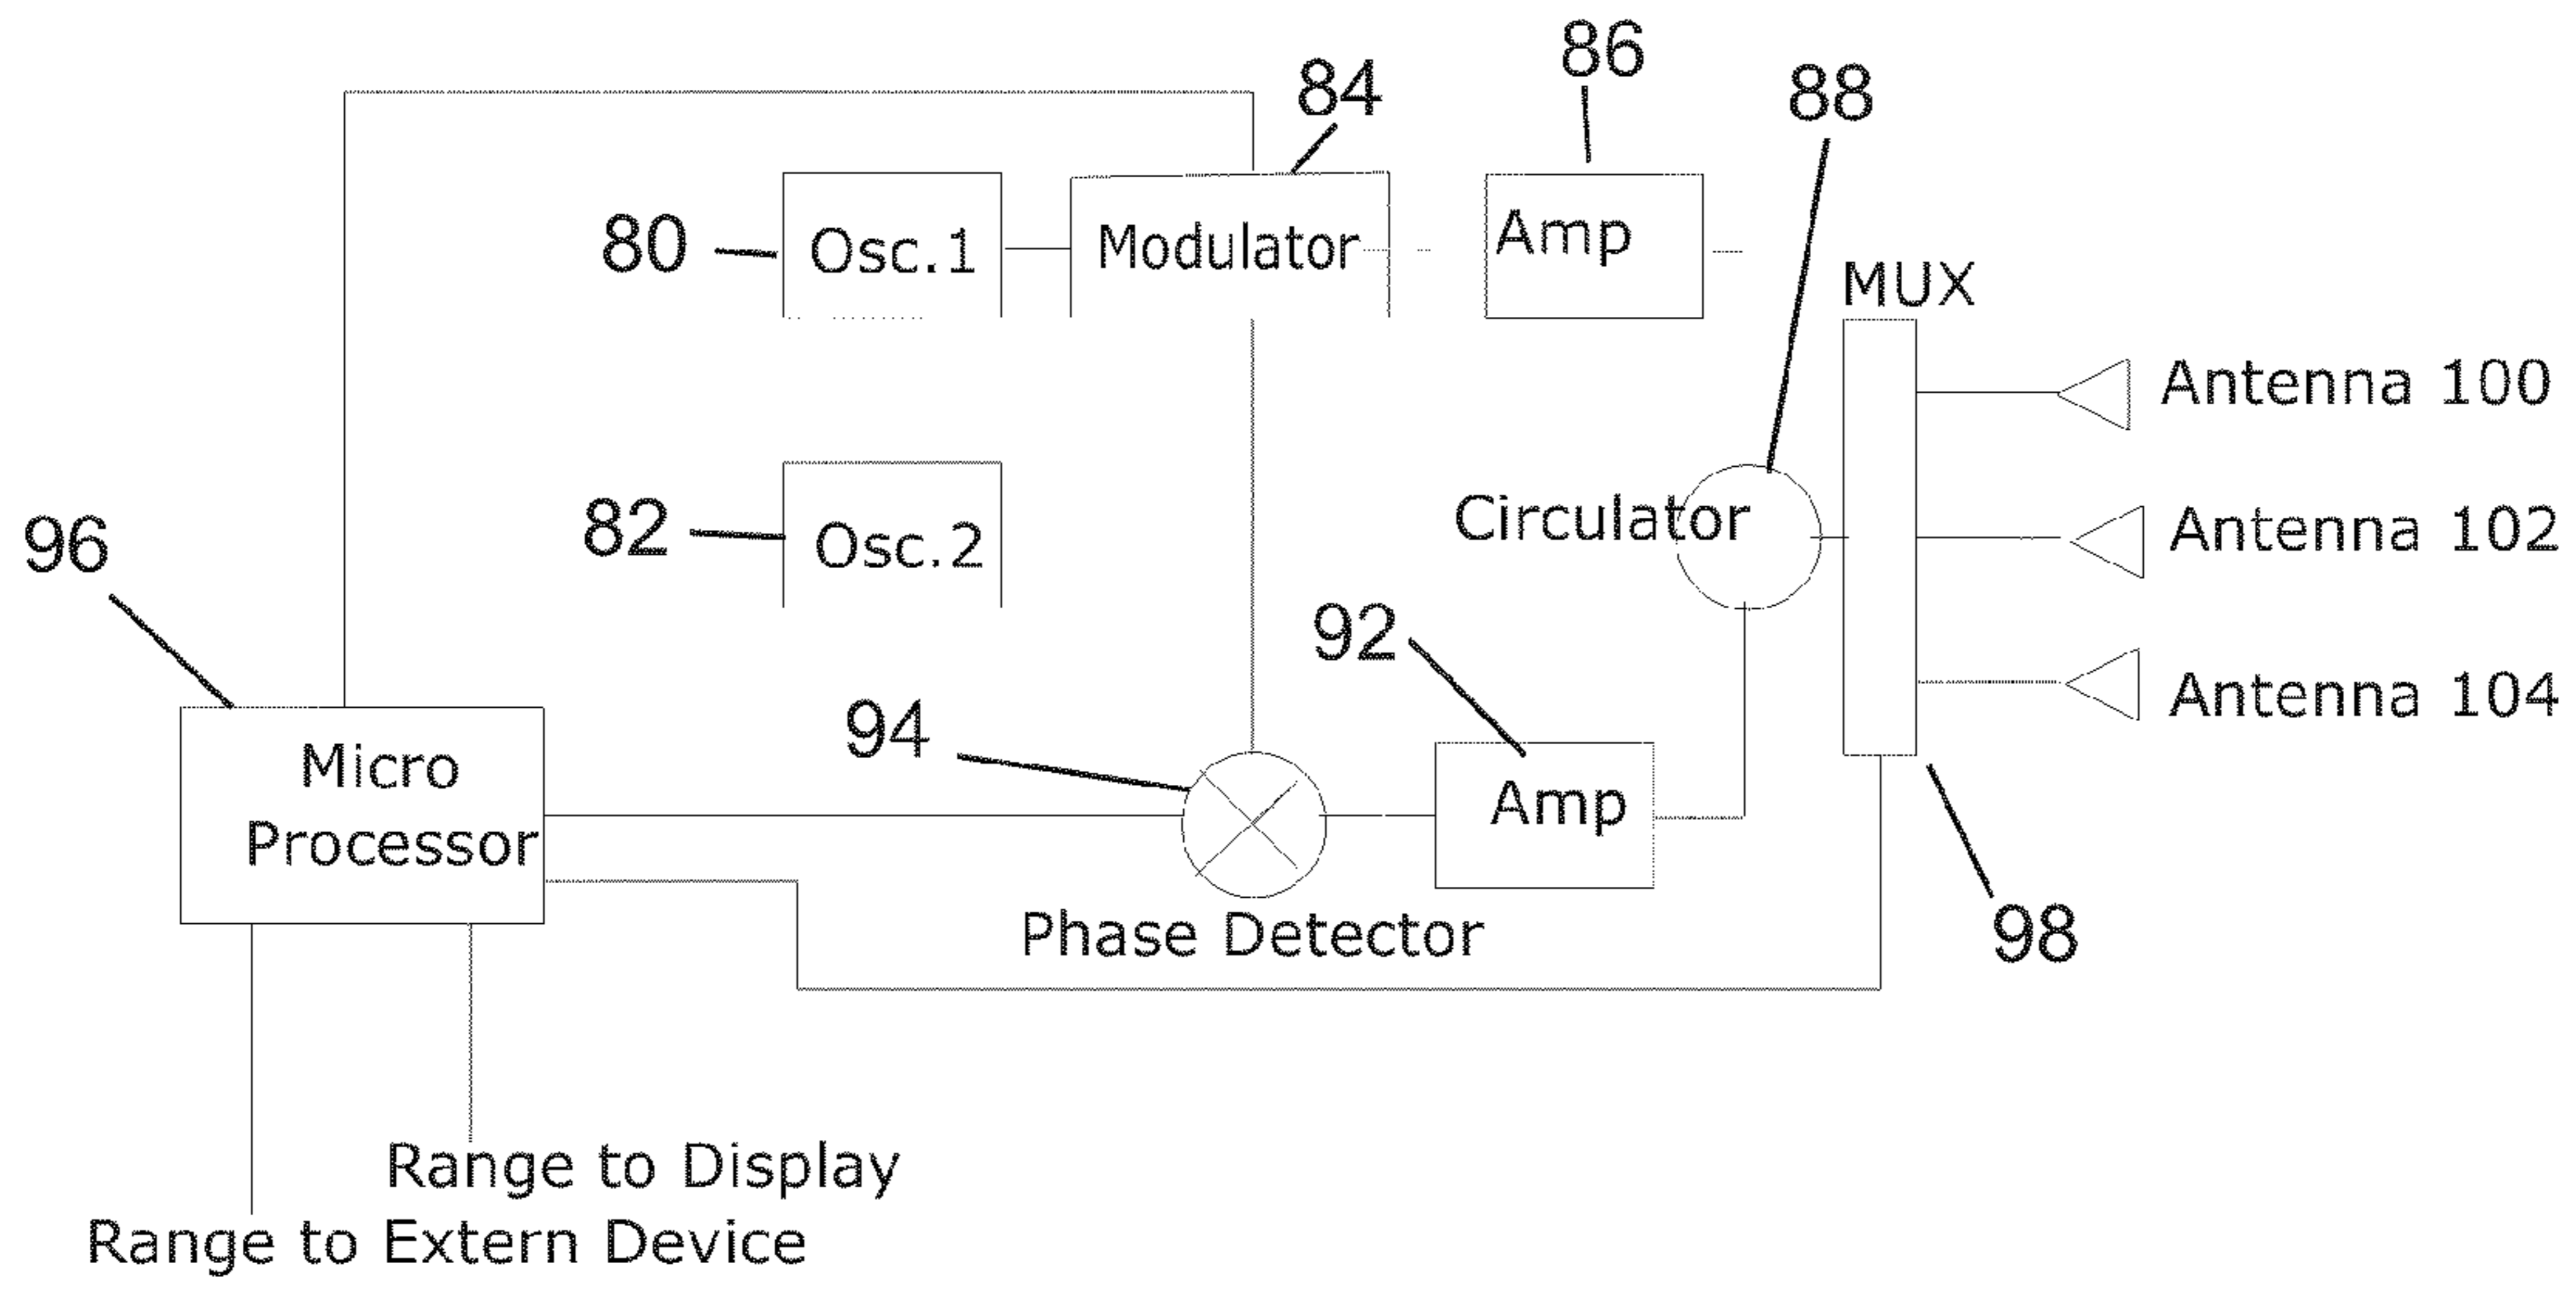 86
84
88
80
Osc.1
Modulator
Amp
MUX
Antenna 100
82
Osc.2
Circulator
Antenna 102
96
92
Antenna 104
94
Micro
Processor
Amp
Phase Detector
98
Range to Display
Range to Extern Device